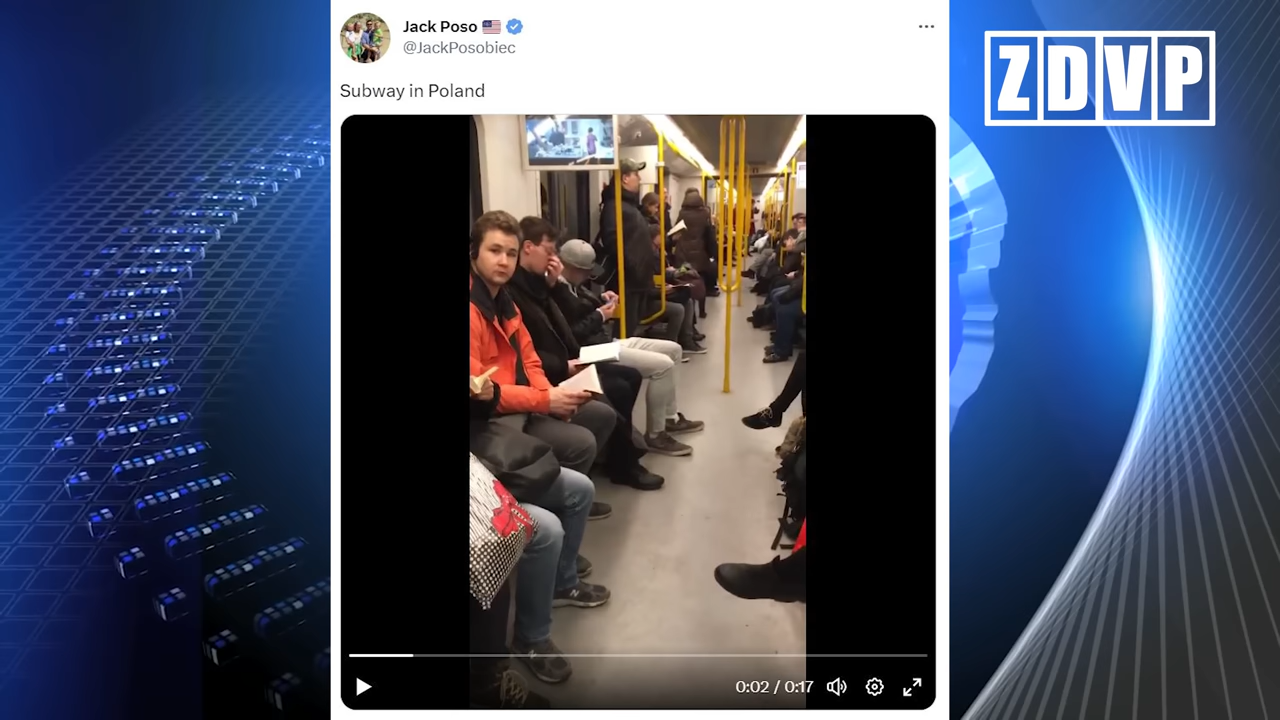 Jack Poso
@JackPosobiec
ZDVP
Subway in Poland
0:02 / 0:17